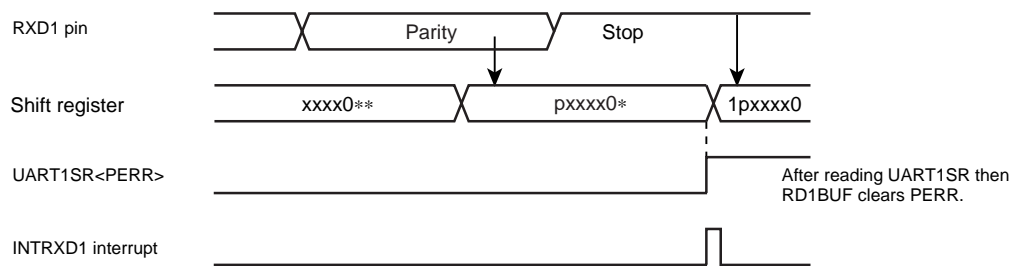 RXD1 pin
Parity
Stop
Shift register
xxxx0**
pxxxx0*
1pxxxx0
UART1SR<PERR>
After reading UART1SR then
RD1BUF clears PERR.
INTRXD1 interrupt